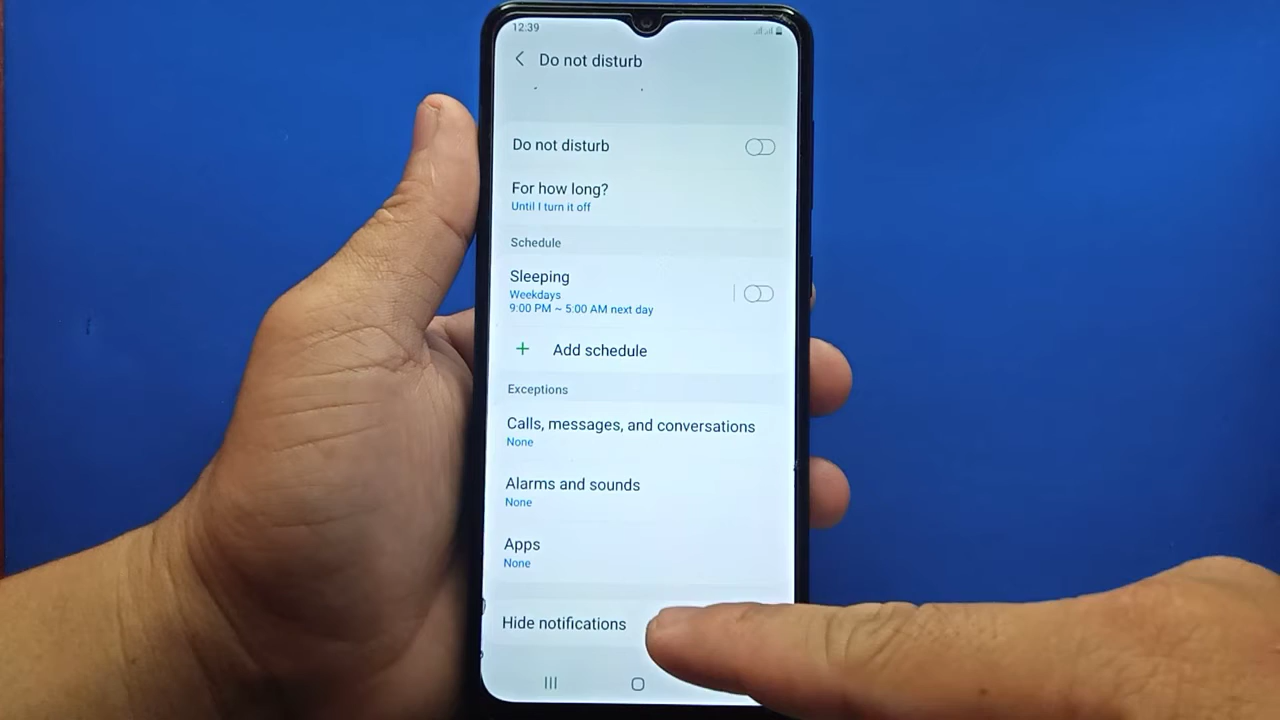 12:39
Do not disturb
Do not disturb
For how long?
Until I turn it off
Schedule
Sleeping
Weekdays
9:00 PM ~ 5:00 AM next day
+ Add schedule
Exceptions
Calls, messages, and conversations
None
Alarms and sounds
None
Apps
None
Hide notifications